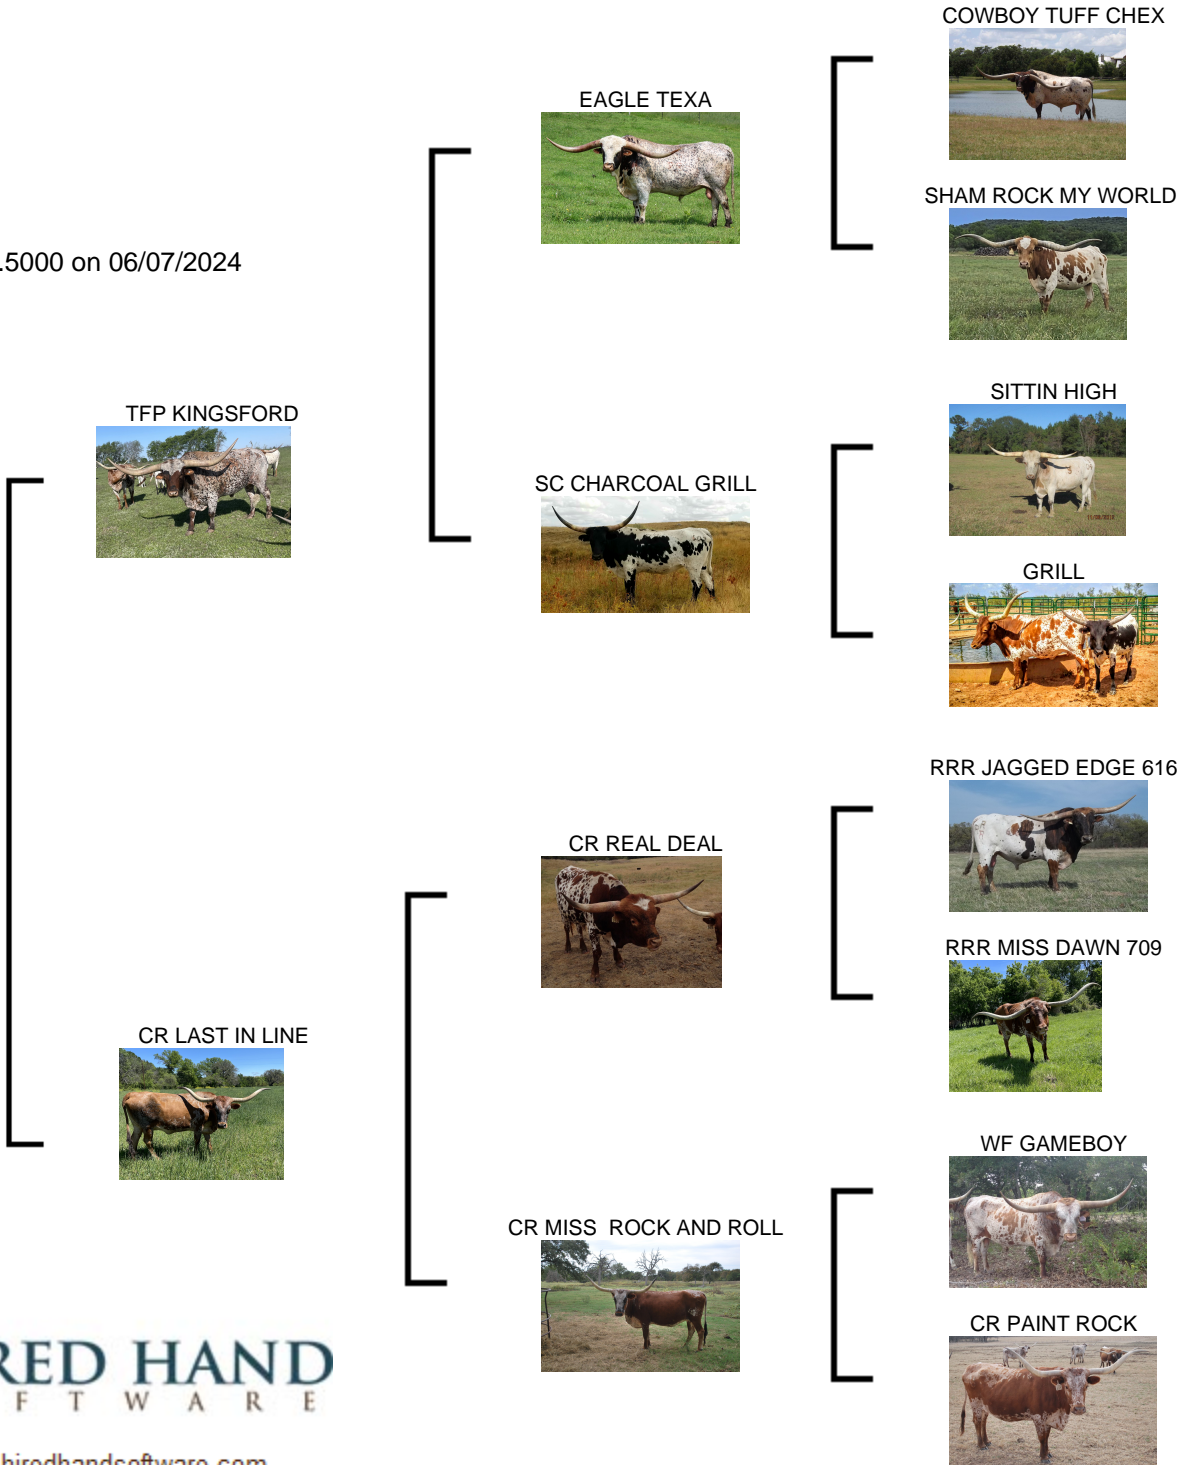 COWBOY TUFF CHEX
EAGLE TEXA
SHAM ROCK MY WORLD
.5000 on 06/07/2024
SITTIN HIGH
TFP KINGSFORD
SC CHARCOAL GRILL
GRILL
RRR JAGGED EDGE 616
CR REAL DEAL
RRR MISS DAWN 709
CR LAST IN LINE
WF GAMEBOY
CR MISS  ROCK AND ROLL
CR PAINT ROCK
RED HAND
F T W A R E
hiredhandsoftware.com